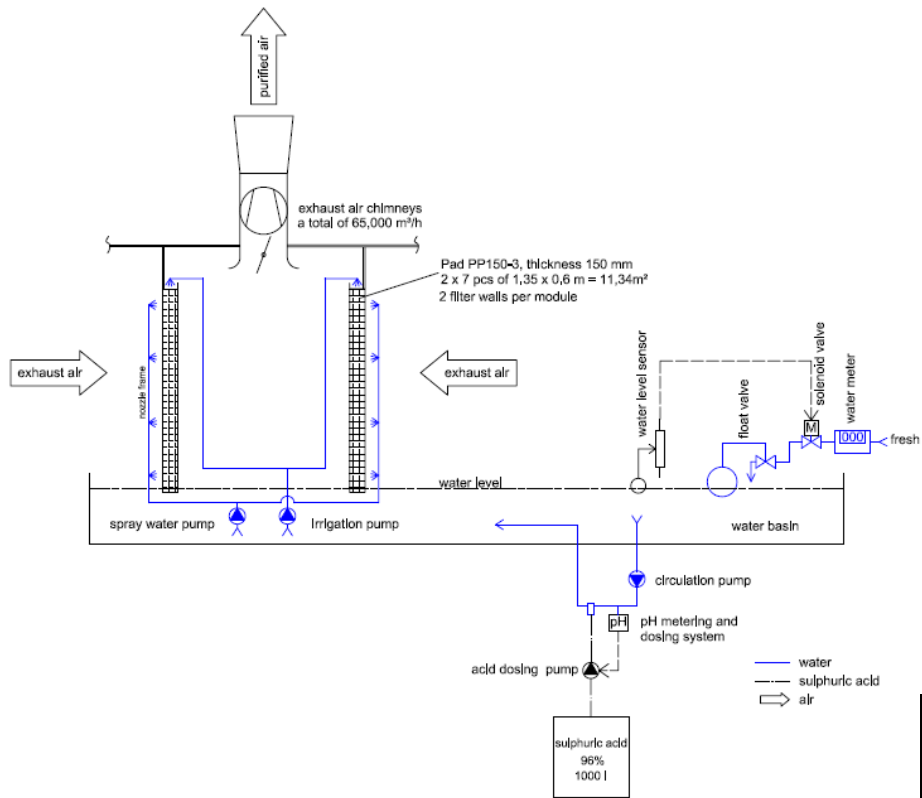 purified air
exhaust air chimneys
a total of 65,000 m³/h
Pad PP150-3, thickness 150 mm
2 x 7 pcs of 1,35 x 0,6 m = 11,34m²
2 filter walls per module
exhaust air
nozzle frame
exhaust air
water level sensor
float valve
solenoid valve
water meter
M
000
fresh
water level
spray water pump
Irrigation pump
water basin
circulation pump
pH
pH metering and
dosing system
acid dosing pump
water
sulphuric acid
air
sulphuric acid
96%
1000 l